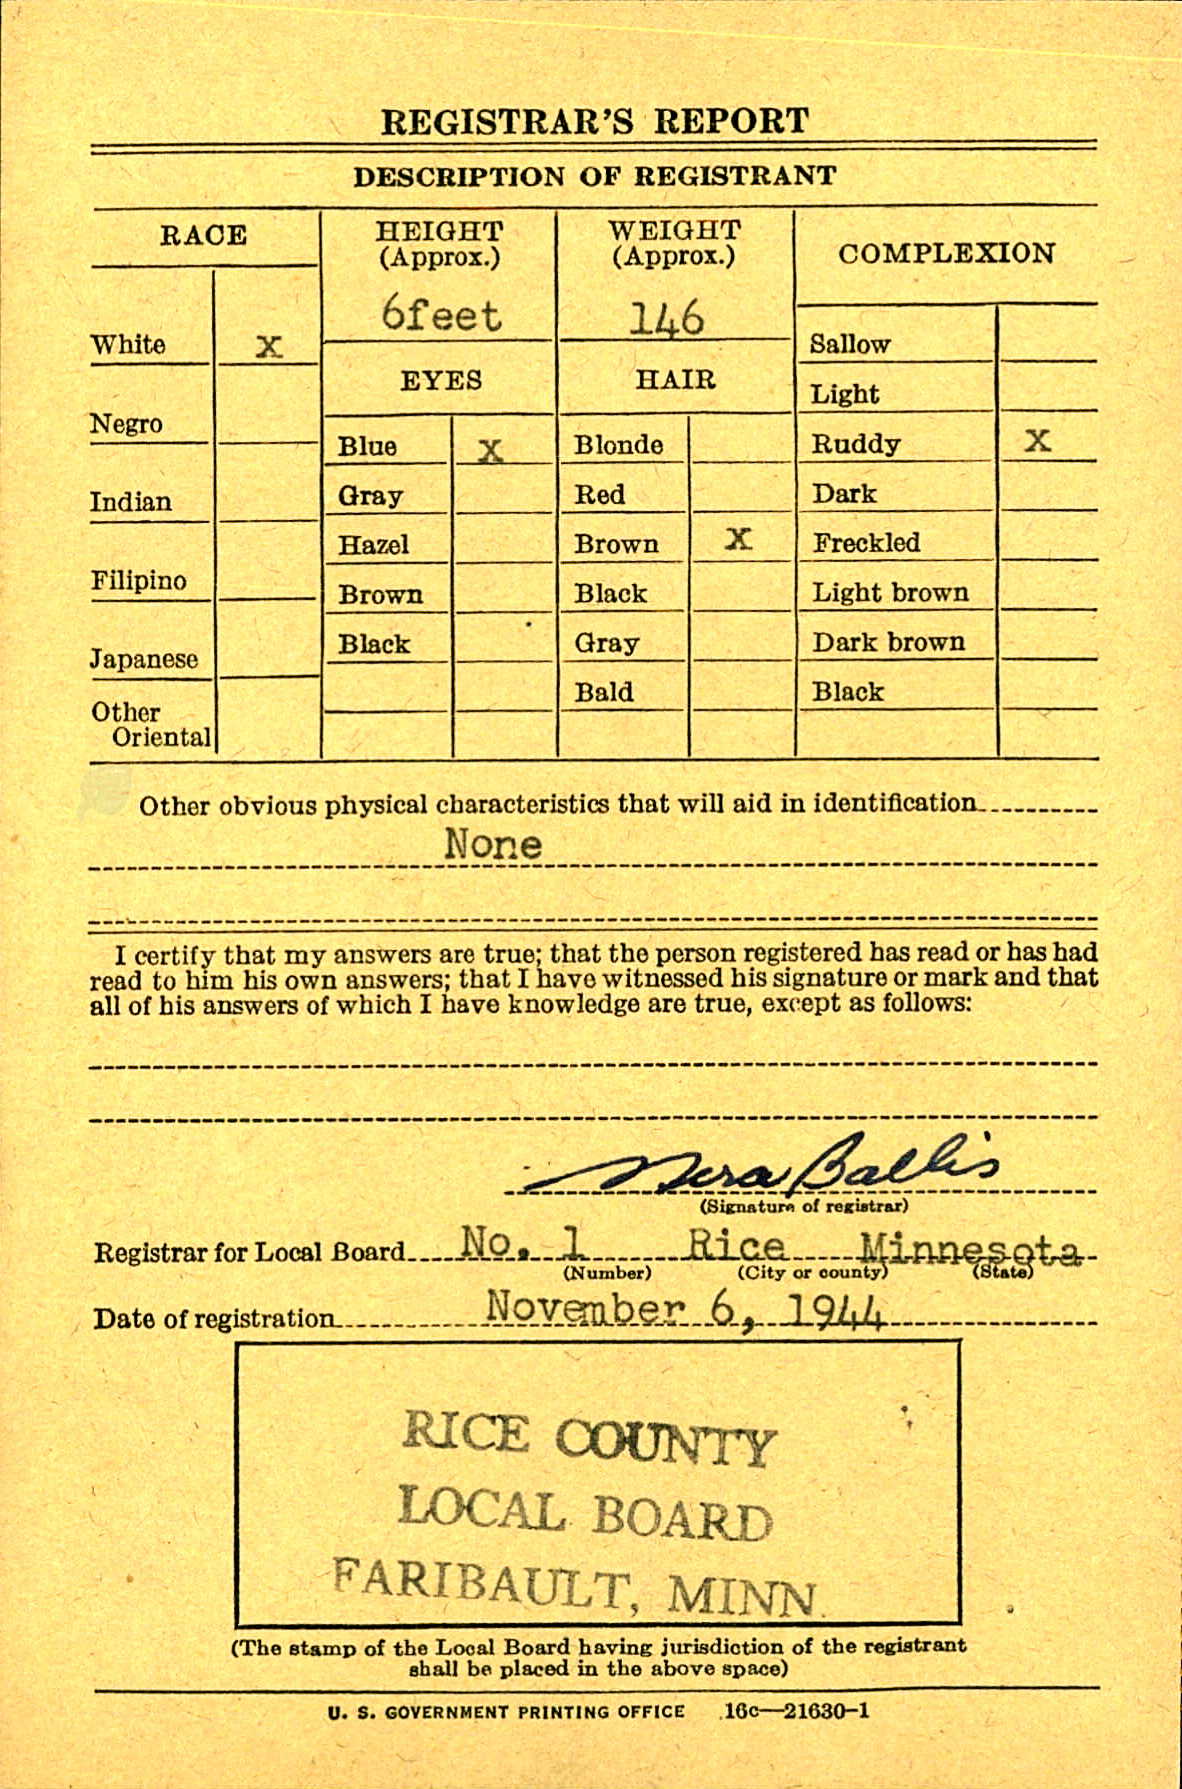 REGISTRAR'S REPORT
DESCRIPTION OF REGISTRANT
RACE
HEIGHT
(Approx.)
WEIGHT
(Approx.)
COMPLEXION
6feet
146
White X
Sallow
EYES
HAIR
Light
Negro
Blue X
Blonde
Ruddy X
Indian
Gray
Red
Dark
Hazel
Brown X
Freckled
Filipino
Brown
Black
Light brown
Japanese
Black
Gray
Dark brown
Other
Oriental
Bald
Black
Other obvious physical characteristics that will aid in identification
None
I certify that my answers are true; that the person registered has read or has had
read to him his own answers; that I have witnessed his signature or mark and that
all of his answers of which I have knowledge are true, except as follows:
Nera Ballis
(Signature of registrar)
Registrar for Local Board No. 1 Rice Minnesota
(Number) (City or county) (State)
Date of registration November 6, 1944
RICE COUNTY
LOCAL BOARD
FARIBAULT, MINN.
(The stamp of the Local Board having jurisdiction of the registrant
shall be placed in the above space)
U. S. GOVERNMENT PRINTING OFFICE 16c—21630-1